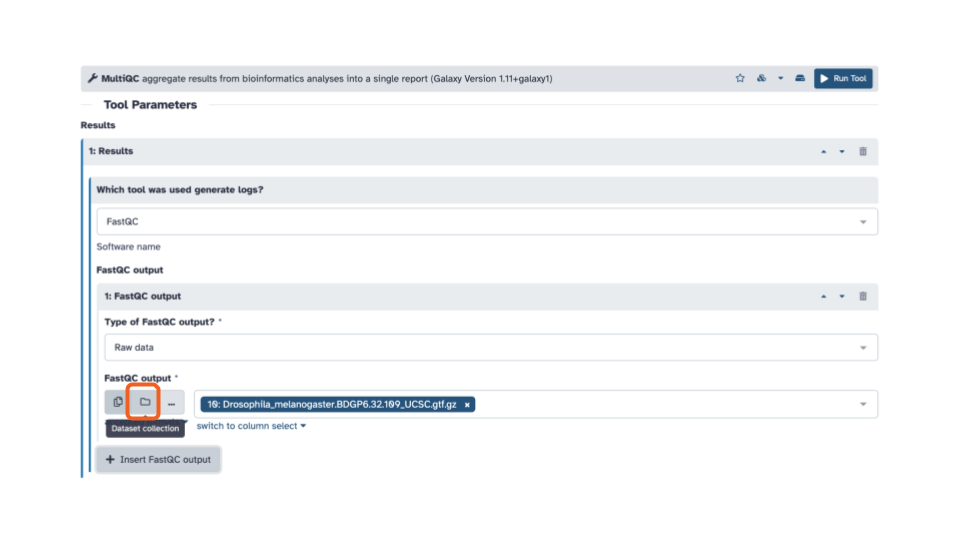 MultiQC aggregate results from bioinformatics analyses into a single report (Galaxy Version 1.11+galaxy1)
Run Tool
Tool Parameters
Results
1: Results
Which tool was used generate logs?
FastQC
Software name
FastQC output
1: FastQC output
Type of FastQC output? *
Raw data
FastQC output *
...
10: Drosophila_melanogaster.BDGP6.32.109_UCSC.gtf.gz ×
Dataset collection
switch to column select
+ Insert FastQC output